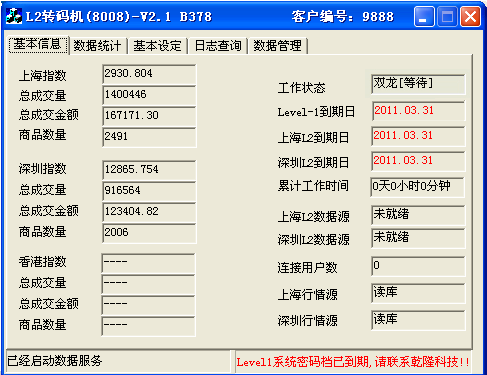 L2转码机(8008)-V2.1 B378 客户编号: 9888
基本信息 数据统计 基本设定 日志查询 数据管理
上海指数 2930.804
总成交量 1400446
总成交金额 167171.30
商品数量 2491
深圳指数 12865.754
总成交量 916564
总成交金额 123404.82
商品数量 2006
香港指数 ----
总成交量 ----
总成交金额 ----
商品数量 ----
工作状态 双龙[等待]
Level-1到期日 2011.03.31
上海L2到期日 2011.03.31
深圳L2到期日 2011.03.31
累计工作时间 0天0小时0分钟
上海L2数据源 未就绪
深圳L2数据源 未就绪
连接用户数 0
上海行情源 读库
深圳行情源 读库
已经启动数据服务
Level1系统密码档已到期,请联系乾隆科技!!